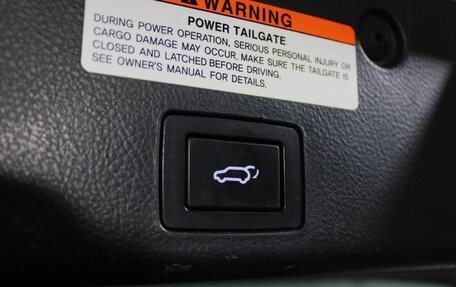 WARNING
POWER TAILGATE
DURING POWER OPERATION, SERIOUS PERSONAL INJURY OR
CARGO DAMAGE MAY OCCUR. MAKE SURE THE TAILGATE IS
CLOSED AND LATCHED BEFORE DRIVING.
SEE OWNER'S MANUAL FOR DETAILS.